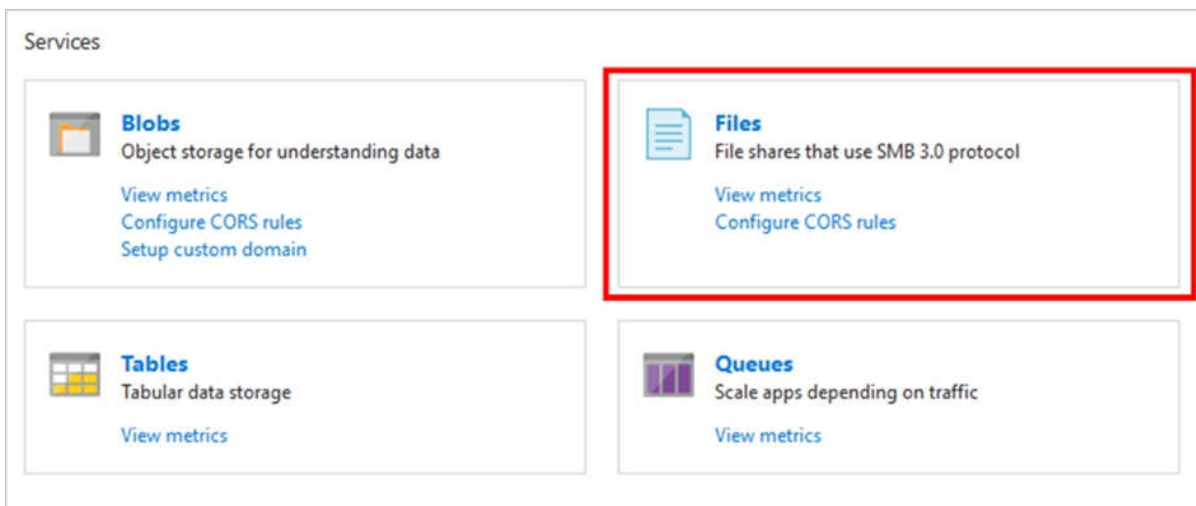 Services
Blobs
Object storage for understanding data
View metrics
Configure CORS rules
Setup custom domain
Files
File shares that use SMB 3.0 protocol
View metrics
Configure CORS rules
Tables
Tabular data storage
View metrics
Queues
Scale apps depending on traffic
View metrics